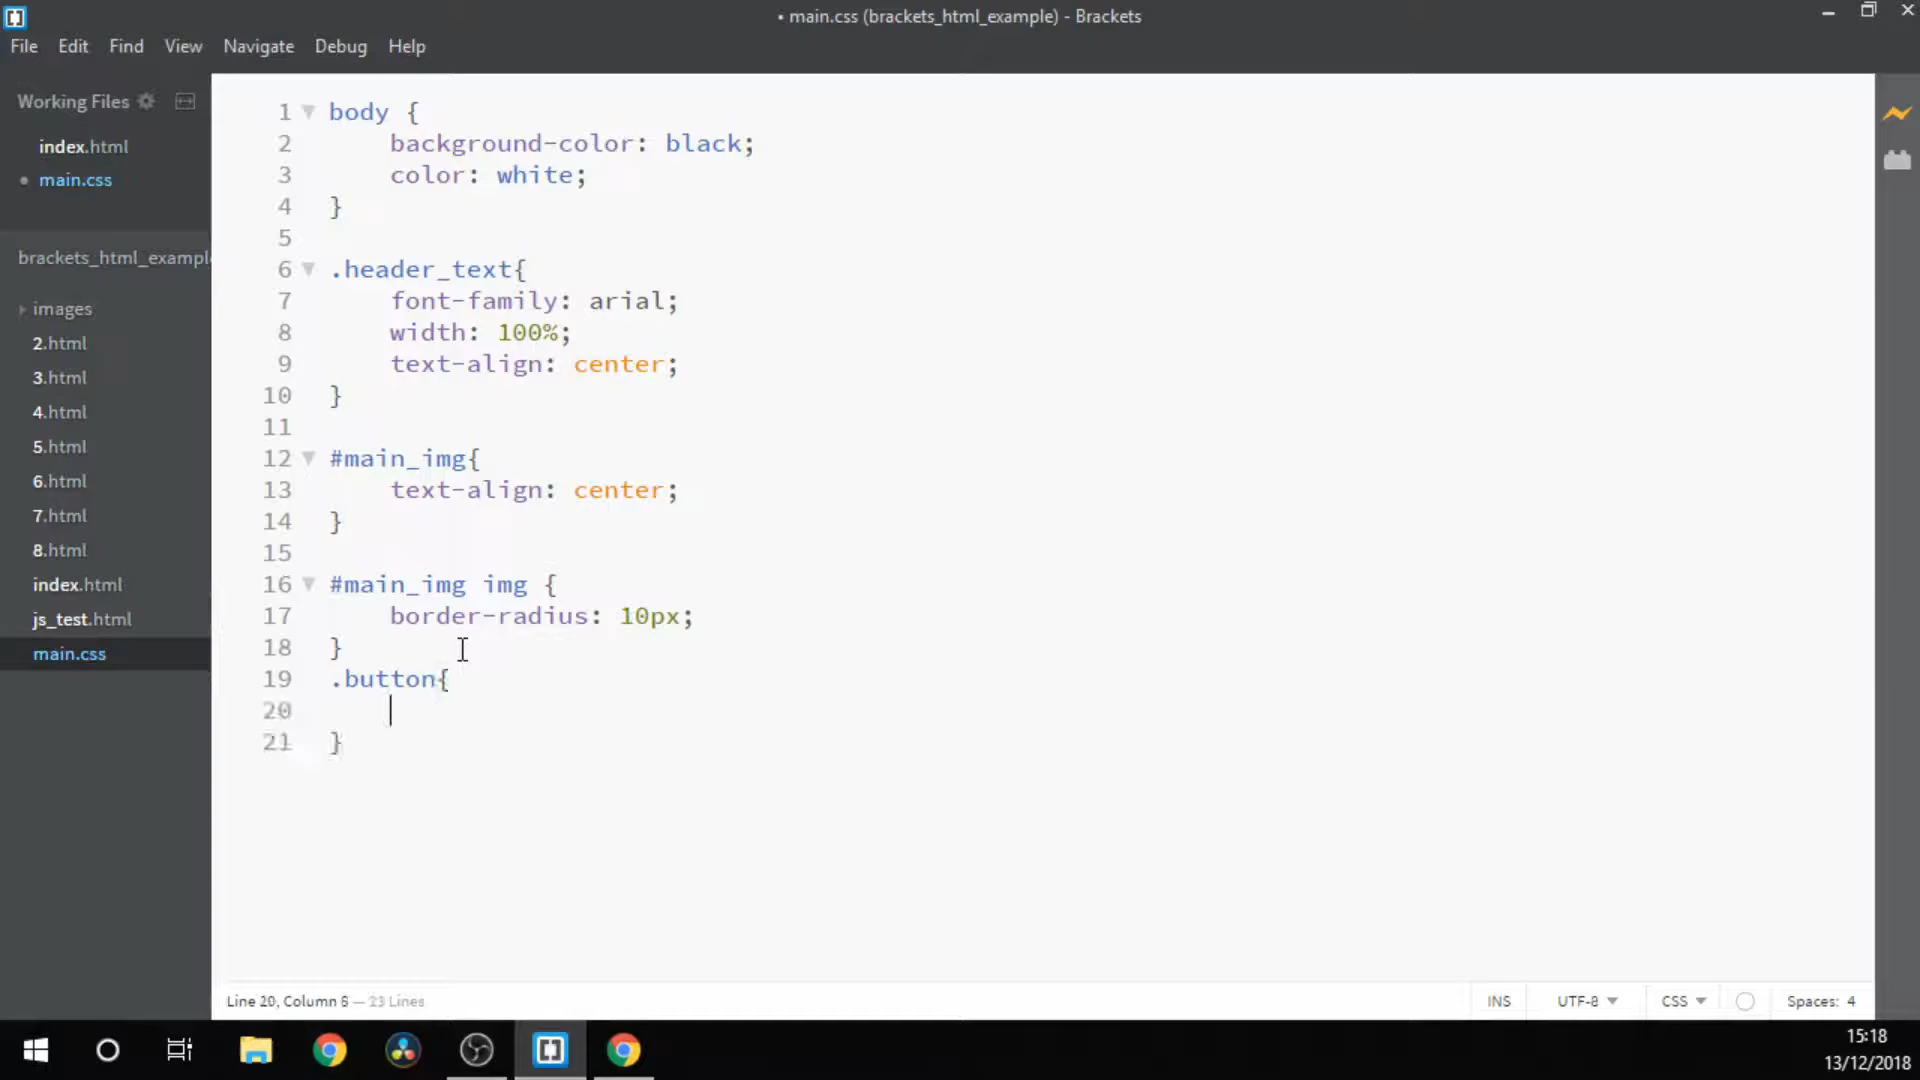 • main.css (brackets_html_example) - Brackets
File Edit Find View Navigate Debug Help
Working Files
index.html
• main.css
brackets_html_exampl
images
2.html
3.html
4.html
5.html
6.html
7.html
8.html
index.html
js_test.html
main.css
1 body {
2 background-color: black;
3 color: white;
4 }
5
6 .header_text{
7 font-family: arial;
8 width: 100%;
9 text-align: center;
10 }
11
12 #main_img{
13 text-align: center;
14 }
15
16 #main_img img {
17 border-radius: 10px;
18 }
19 .button{
20
21 }
Line 20, Column 6 — 23 Lines
INS UTF-8 CSS Spaces: 4
15:18
13/12/2018